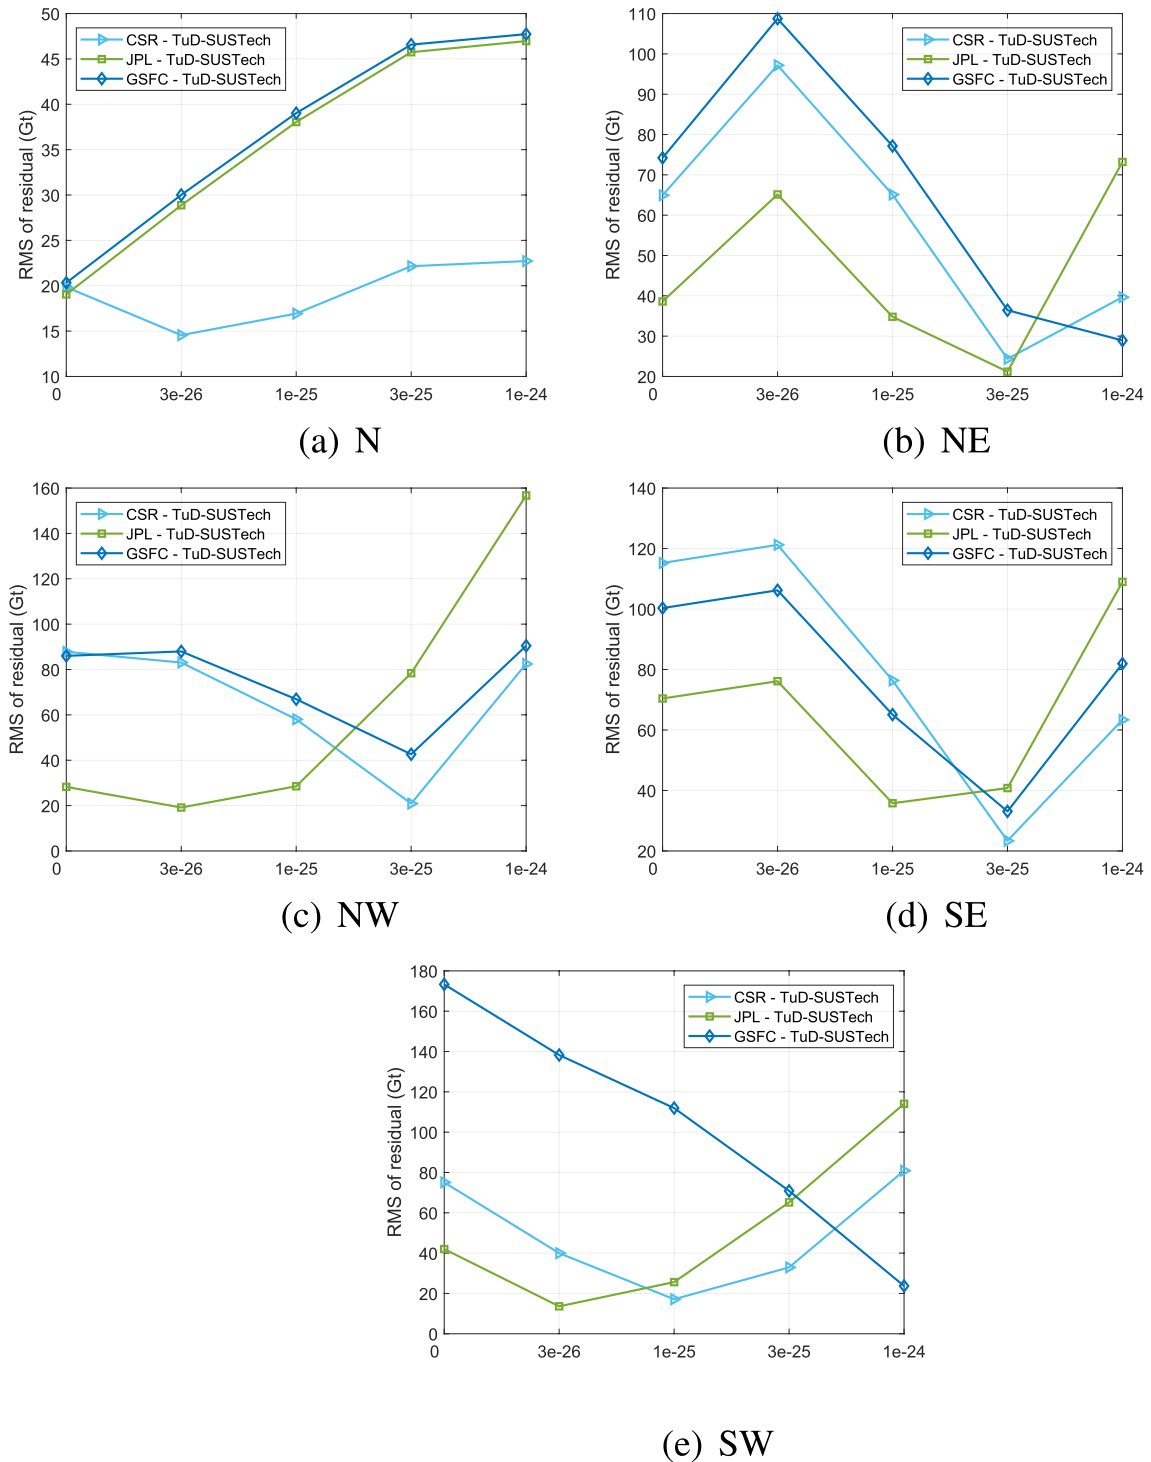 RMS of residual (Gt)
50
45
40
35
30
25
20
15
10
CSR - TuD-SUSTech
JPL - TuD-SUSTech
GSFC - TuD-SUSTech
0 3e-26 1e-25 3e-25 1e-24
(a) N
RMS of residual (Gt)
110
100
90
80
70
60
50
40
30
20
CSR - TuD-SUSTech
JPL - TuD-SUSTech
GSFC - TuD-SUSTech
0 3e-26 1e-25 3e-25 1e-24
(b) NE
RMS of residual (Gt)
160
140
120
100
80
60
40
20
0
CSR - TuD-SUSTech
JPL - TuD-SUSTech
GSFC - TuD-SUSTech
0 3e-26 1e-25 3e-25 1e-24
(c) NW
RMS of residual (Gt)
140
120
100
80
60
40
20
CSR - TuD-SUSTech
JPL - TuD-SUSTech
GSFC - TuD-SUSTech
0 3e-26 1e-25 3e-25 1e-24
(d) SE
RMS of residual (Gt)
180
160
140
120
100
80
60
40
20
0
CSR - TuD-SUSTech
JPL - TuD-SUSTech
GSFC - TuD-SUSTech
0 3e-26 1e-25 3e-25 1e-24
(e) SW